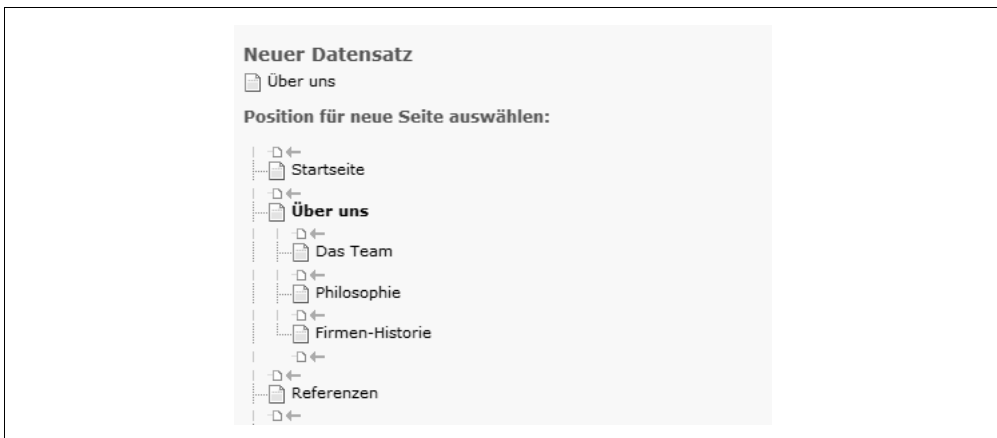 Neuer Datensatz
Über uns
Position für neue Seite auswählen:
Startseite
Über uns
Das Team
Philosophie
Firmen-Historie
Referenzen